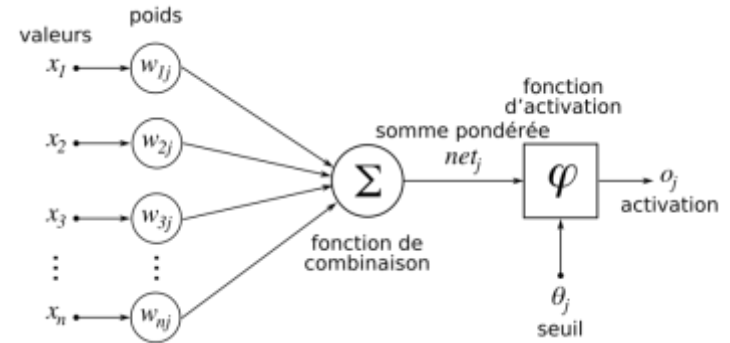 poids
valeurs
x₁
w₁ⱼ
x₂
w₂ⱼ
x₃
w₃ⱼ
⋮ ⋮
xₙ
wₙⱼ
Σ
fonction de
combinaison
somme pondérée
netⱼ
fonction
d'activation
φ
oⱼ
activation
θⱼ
seuil